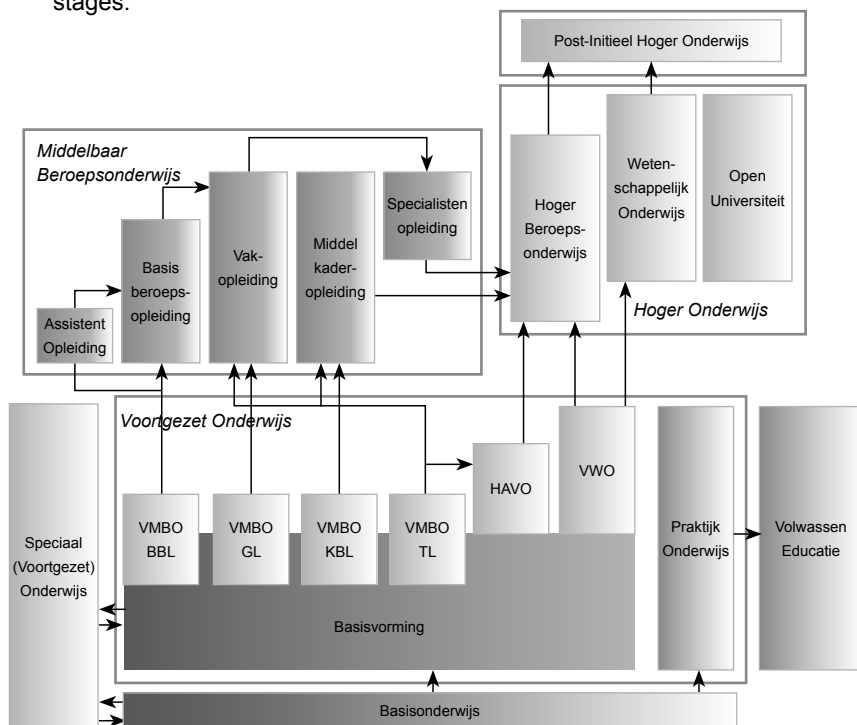 stages.
Post-Initieel Hoger Onderwijs
Middelbaar
Beroepsonderwijs
Assistent
Opleiding
Basis
beroeps-
opleiding
Vak-
opleiding
Middel
kader-
opleiding
Specialisten
opleiding
Hoger
Beroeps-
onderwijs
Weten-
schappelijk
Onderwijs
Open
Universiteit
Hoger Onderwijs
Voortgezet Onderwijs
Speciaal
(Voortgezet)
Onderwijs
VMBO
BBL
VMBO
GL
VMBO
KBL
VMBO
TL
HAVO
VWO
Praktijk
Onderwijs
Volwassen
Educatie
Basisvorming
Basisonderwijs